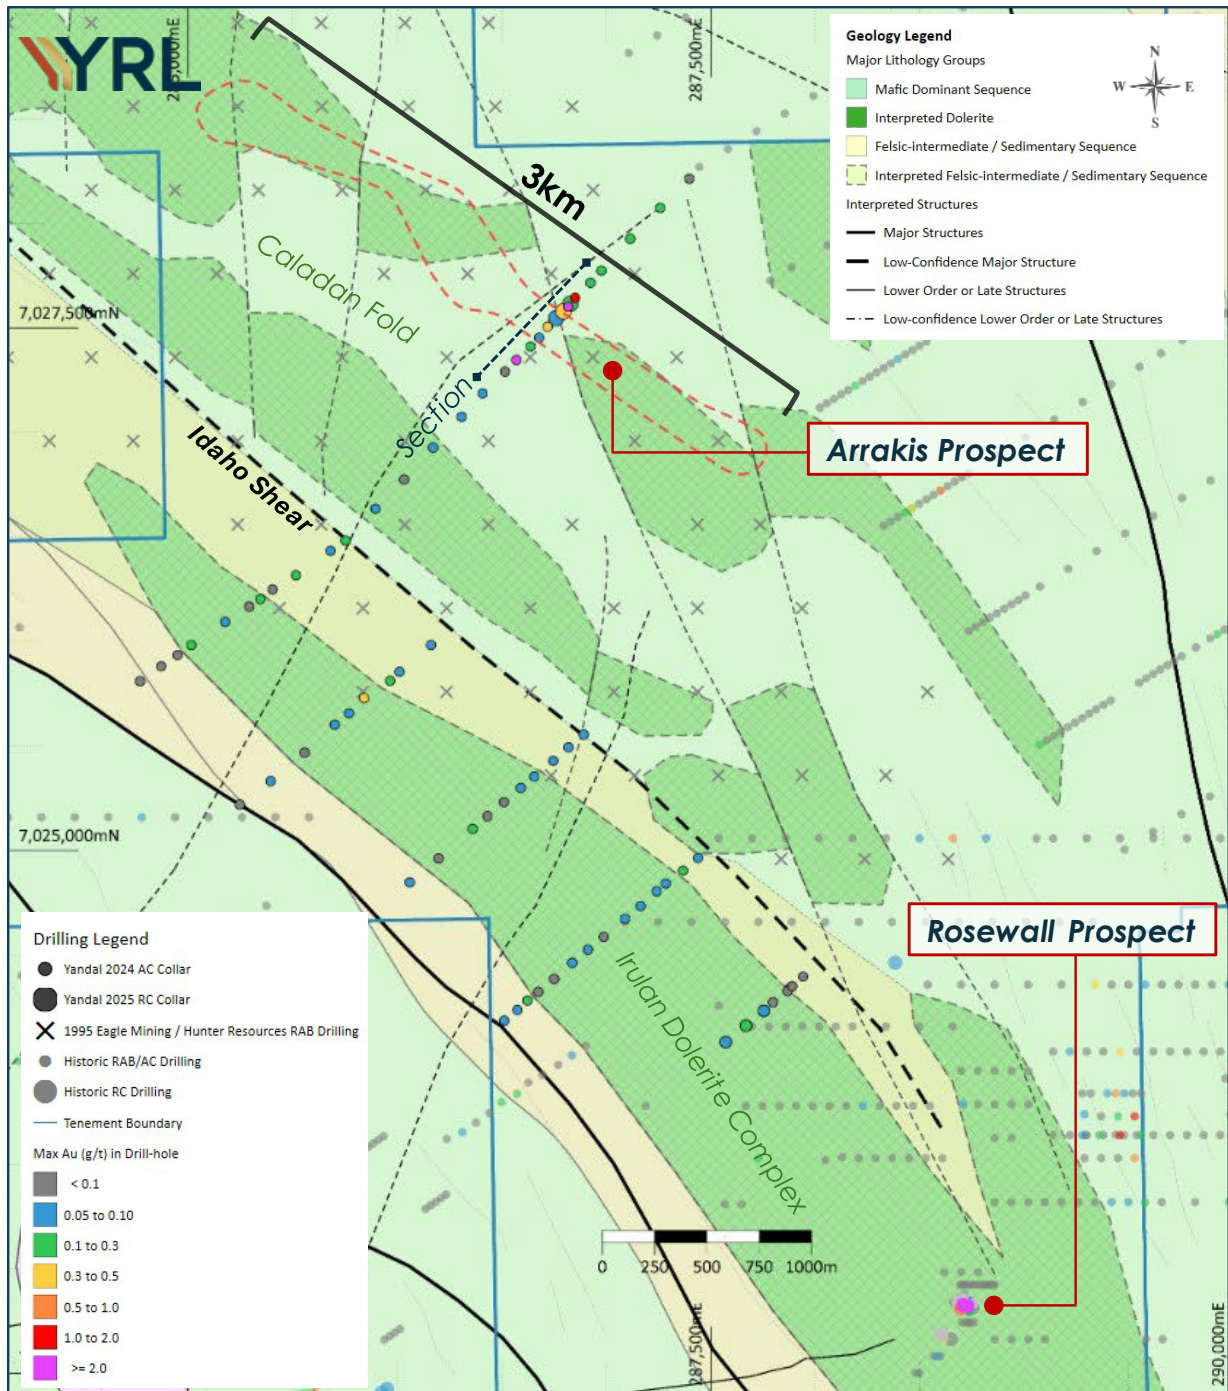 YRL
285,000mE
287,500mE
Geology Legend
Major Lithology Groups
Mafic Dominant Sequence
Interpreted Dolerite
Felsic-intermediate / Sedimentary Sequence
Interpreted Felsic-intermediate / Sedimentary Sequence
Interpreted Structures
Major Structures
Low-Confidence Major Structure
Lower Order or Late Structures
Low-confidence Lower Order or Late Structures
N
W
E
S
3km
Caladan Fold
7,027,500mN
Section
Idaho Shear
Arrakis Prospect
7,025,000mN
Rosewall Prospect
Irulan Dolerite Complex
Drilling Legend
Yandal 2024 AC Collar
Yandal 2025 RC Collar
1995 Eagle Mining / Hunter Resources RAB Drilling
Historic RAB/AC Drilling
Historic RC Drilling
Tenement Boundary
Max Au (g/t) in Drill-hole
< 0.1
0.05 to 0.10
0.1 to 0.3
0.3 to 0.5
0.5 to 1.0
1.0 to 2.0
>= 2.0
0 250 500 750 1000m
287,500mE
290,000mE